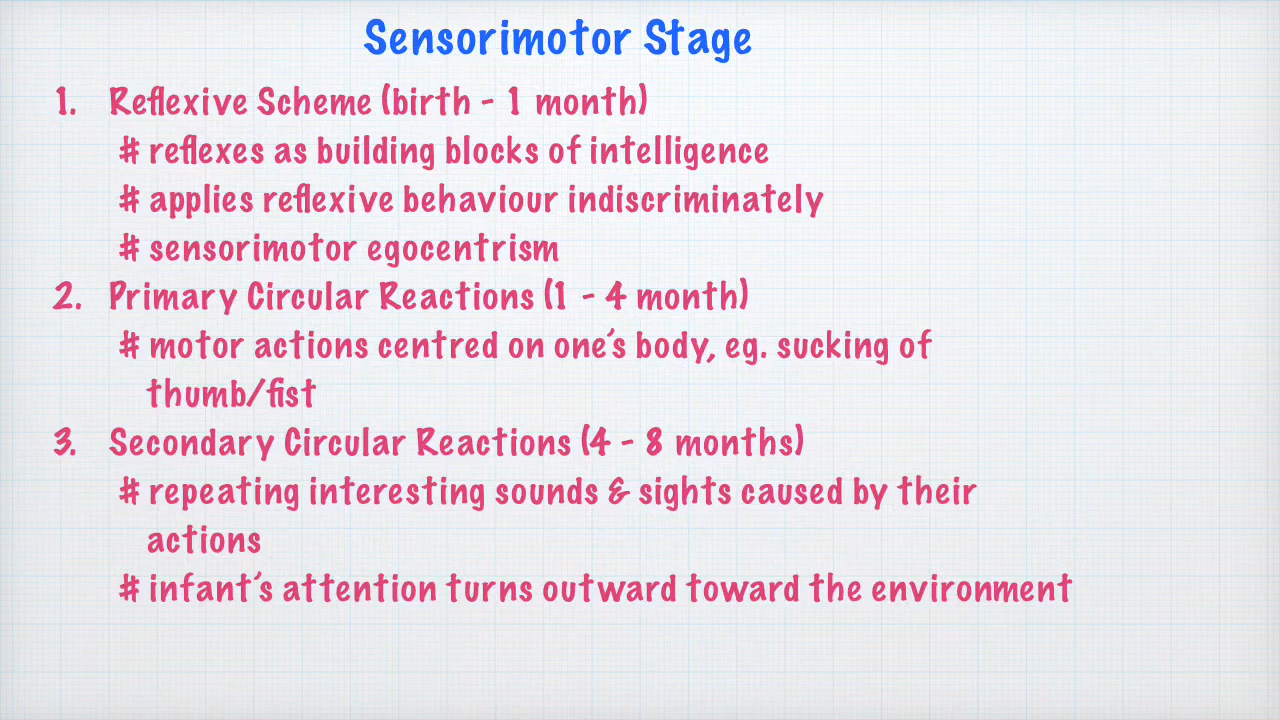 Sensorimotor Stage
1. Reflexive Scheme (birth - 1 month)
# reflexes as building blocks of intelligence
# applies reflexive behaviour indiscriminately
# sensorimotor egocentrism
2. Primary Circular Reactions (1 - 4 month)
# motor actions centred on one's body, eg. sucking of
thumb/fist
3. Secondary Circular Reactions (4 - 8 months)
# repeating interesting sounds & sights caused by their
actions
# infant's attention turns outward toward the environment